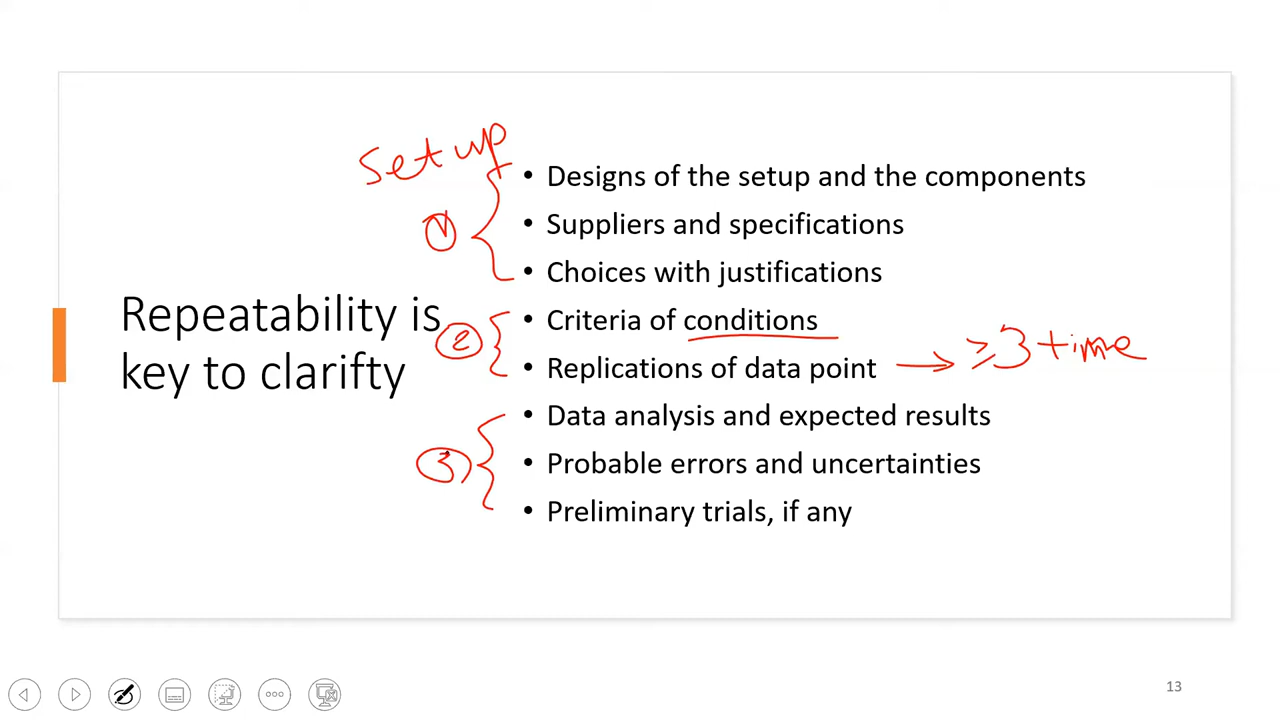 Set up
• Designs of the setup and the components
• Suppliers and specifications
①
• Choices with justifications
Repeatability is
key to clarifty
• Criteria of conditions
②
• Replications of data point → ≥3 time
• Data analysis and expected results
③
• Probable errors and uncertainties
• Preliminary trials, if any
13